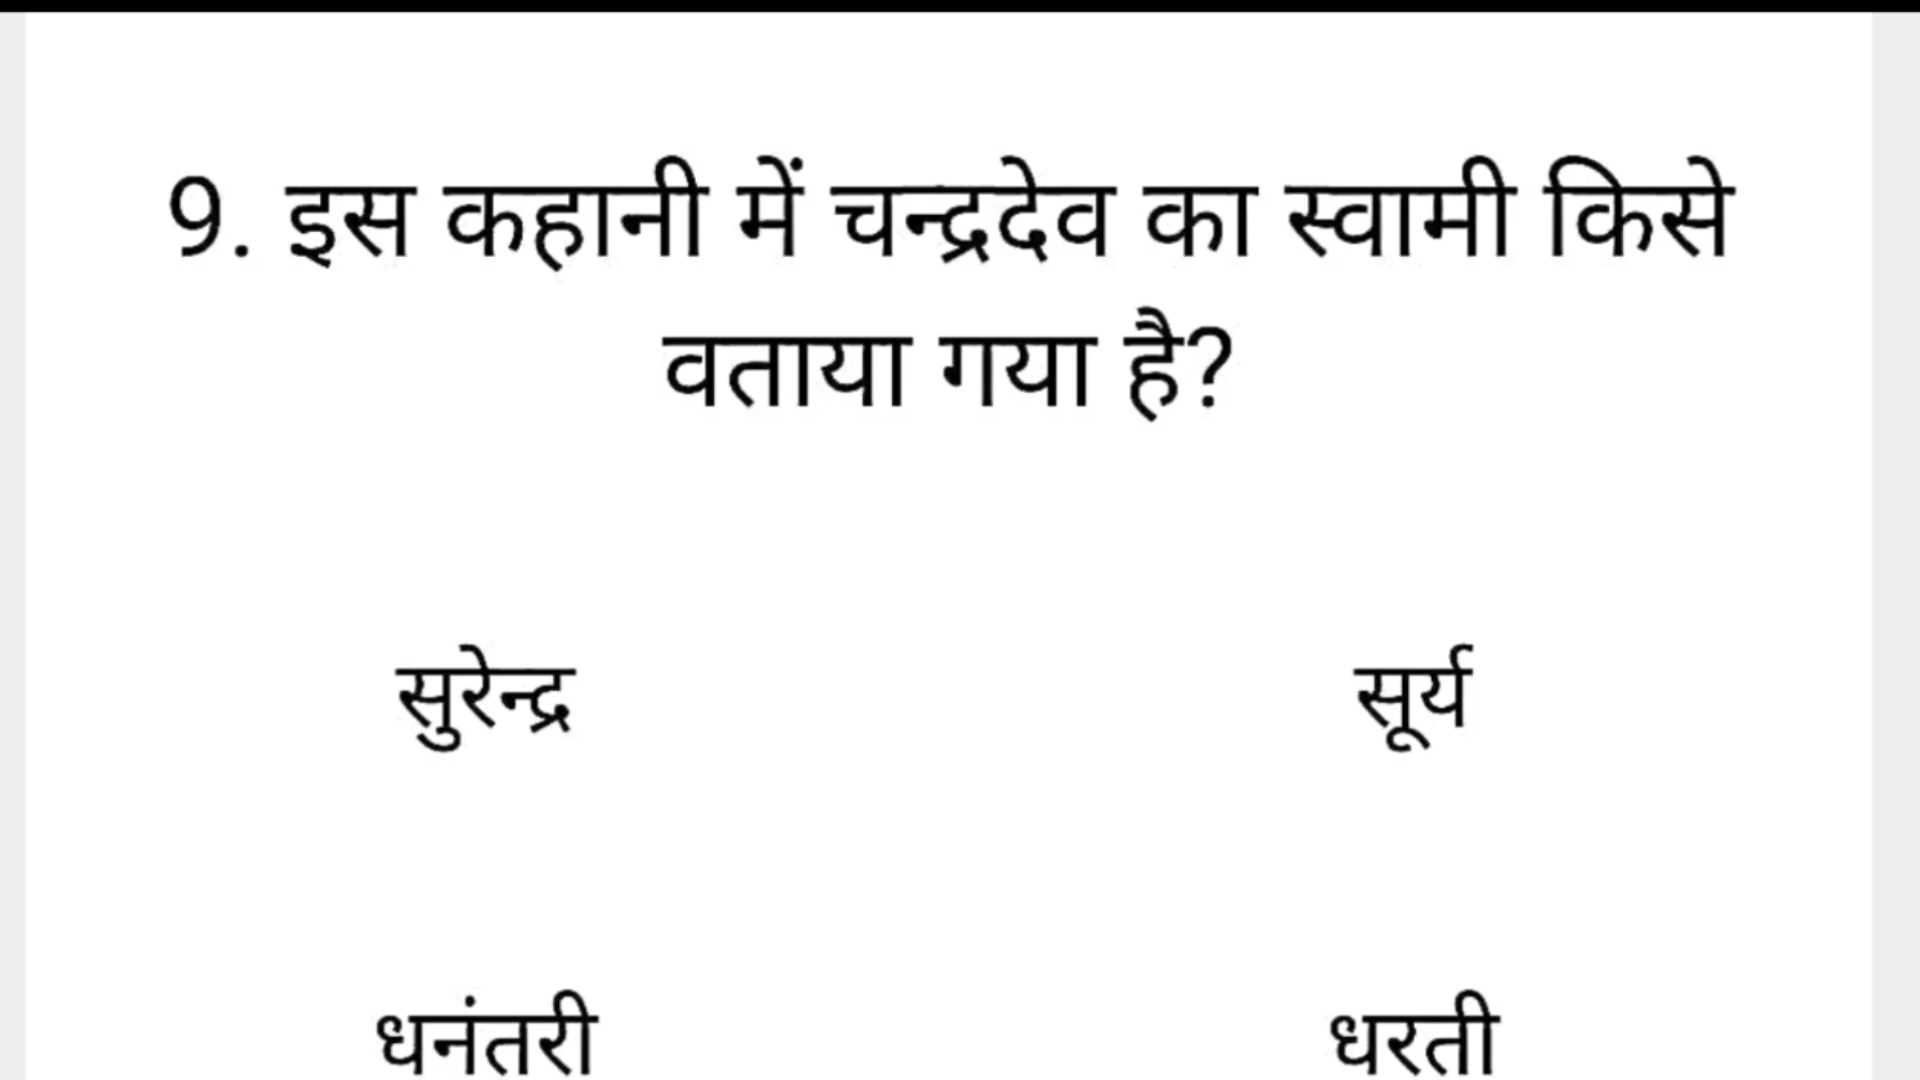 9. इस कहानी में चन्द्रदेव का स्वामी किसे
वताया गया है?
सुरेन्द्र
सूर्य
धनंतरी
धरती